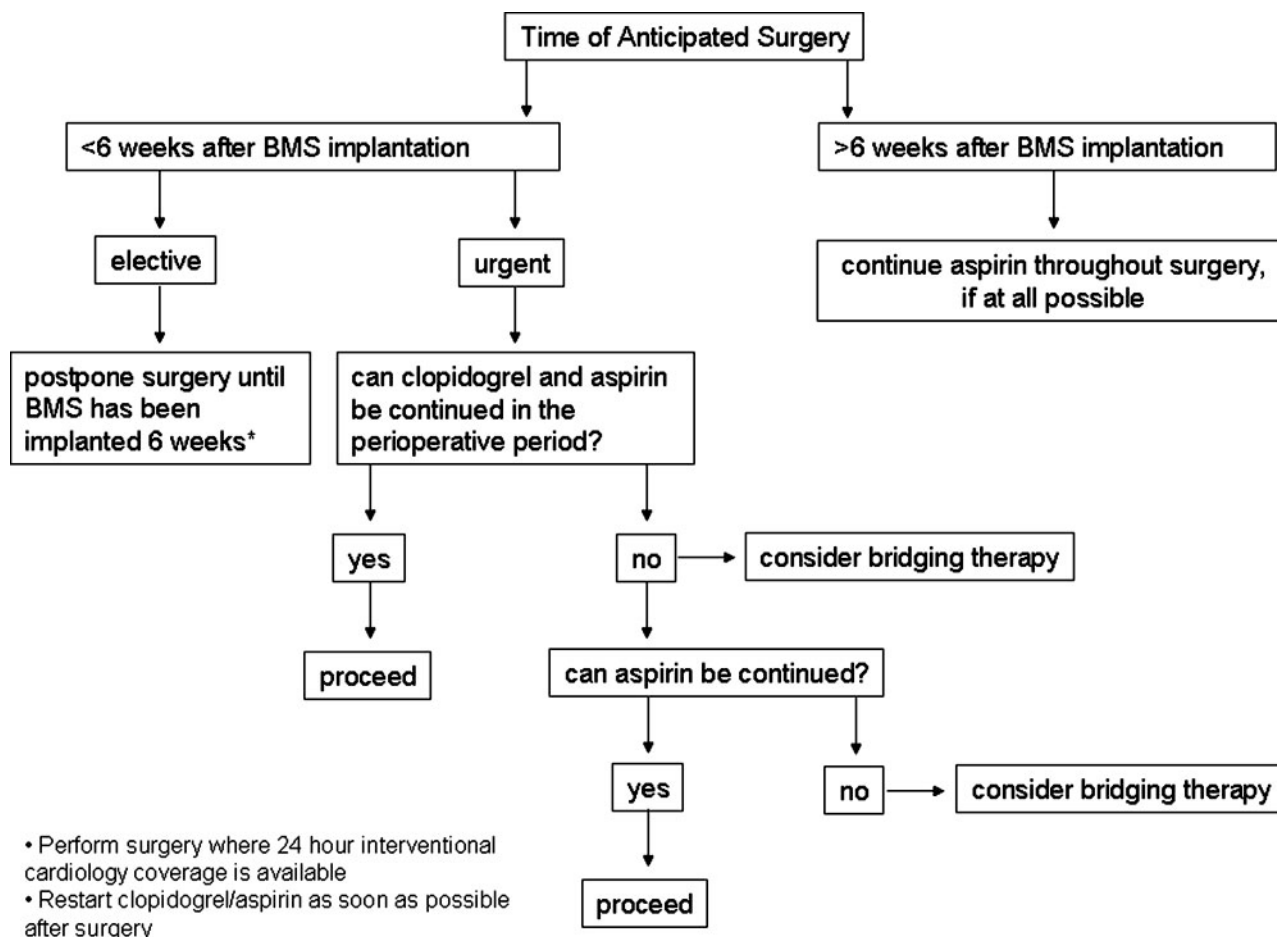 Time of Anticipated Surgery
<6 weeks after BMS implantation
>6 weeks after BMS implantation
elective
urgent
continue aspirin throughout surgery,
if at all possible
postpone surgery until
BMS has been
implanted 6 weeks*
can clopidogrel and aspirin
be continued in the
perioperative period?
yes
no
consider bridging therapy
proceed
can aspirin be continued?
yes
no
consider bridging therapy
proceed
• Perform surgery where 24 hour interventional
cardiology coverage is available
• Restart clopidogrel/aspirin as soon as possible
after surgery